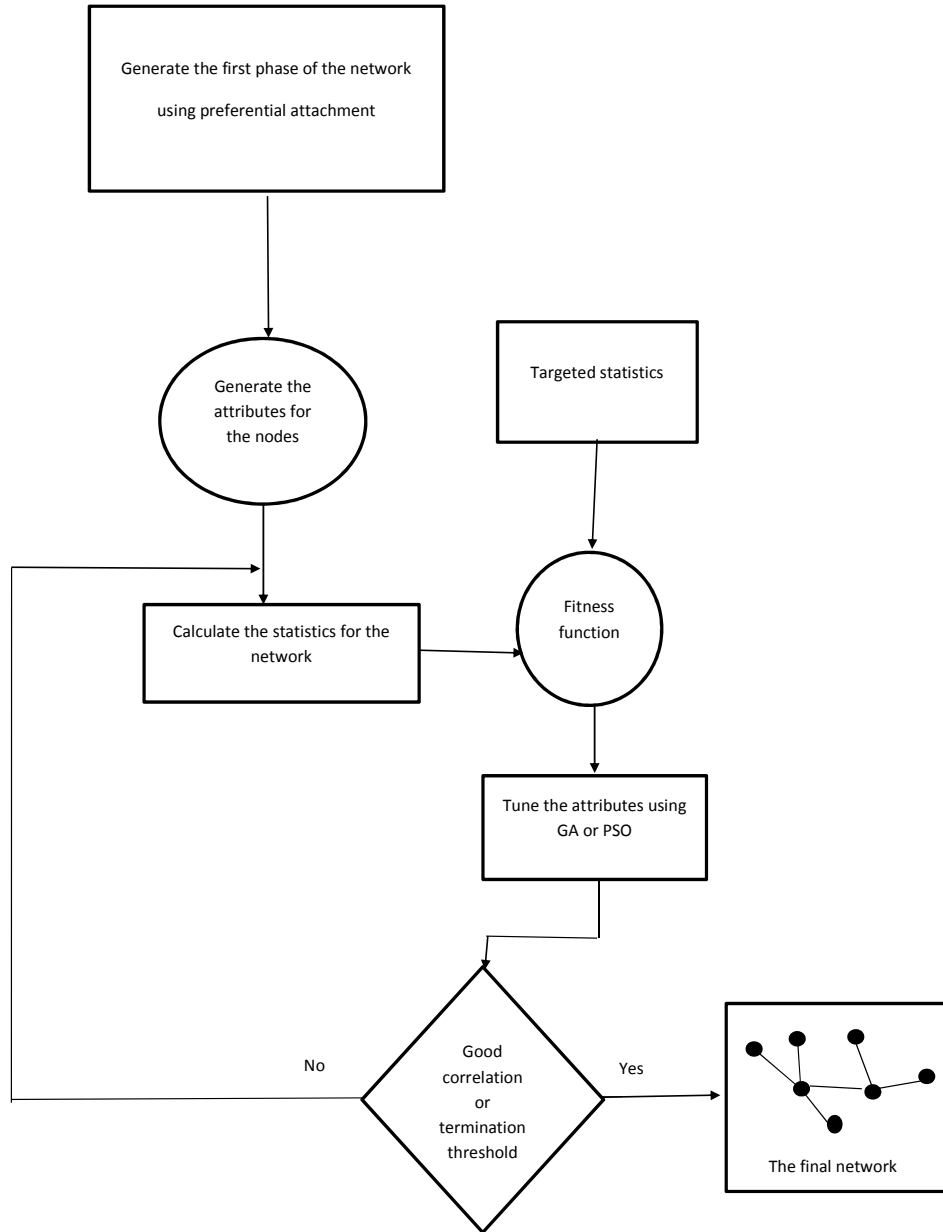 Generate the first phase of the network
using preferential attachment
Generate the
attributes for
the nodes
Targeted statistics
Calculate the statistics for the
network
Fitness
function
Tune the attributes using
GA or PSO
No
Good
correlation
or
termination
threshold
Yes
The final network